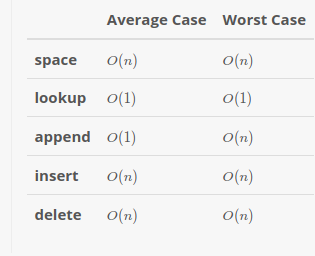 Average Case Worst Case
space O(n) O(n)
lookup O(1) O(1)
append O(1) O(n)
insert O(n) O(n)
delete O(n) O(n)